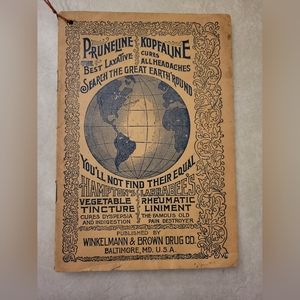 PRUNELINE KOPFALINE
THE BEST LAXATIVE CURES ALL HEADACHES
SEARCH THE GREAT EARTH 'ROUND
YOU'LL NOT FIND THEIR EQUAL
HAMPTON'S LARRABEE'S
VEGETABLE TINCTURE RHEUMATIC LINIMENT
CURES DYSPEPSIA AND INDIGESTION THE FAMOUS OLD PAIN DESTROYER
PUBLISHED BY
WINKELMANN & BROWN DRUG CO.
BALTIMORE, MD. U.S.A.